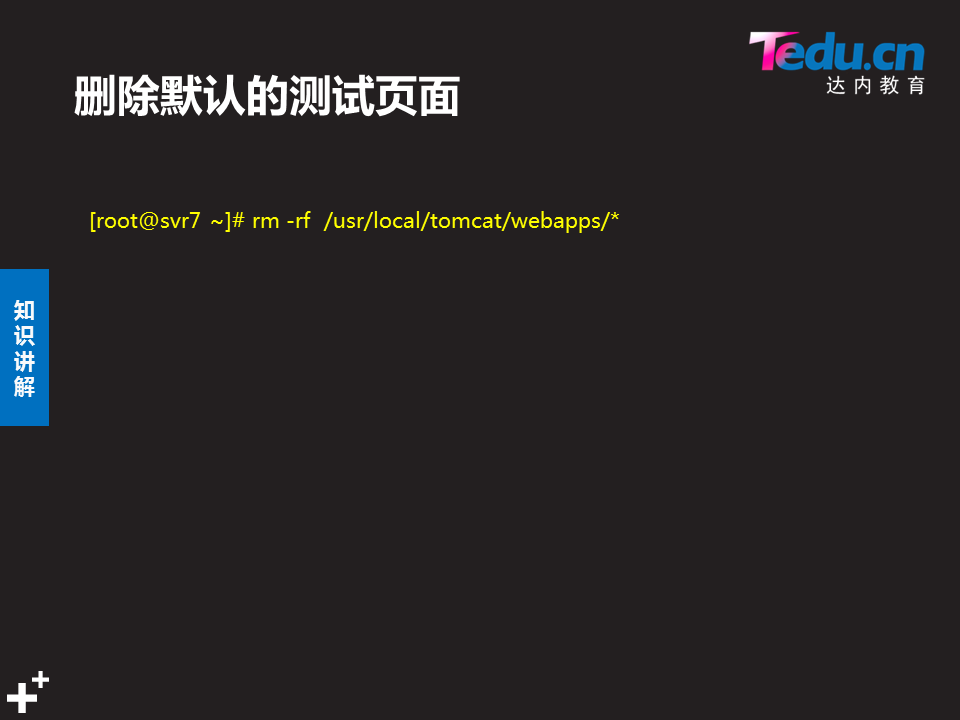 Tedu.cn
达内教育
删除默认的测试页面
[root@svr7 ~]# rm -rf  /usr/local/tomcat/webapps/*
知识讲解